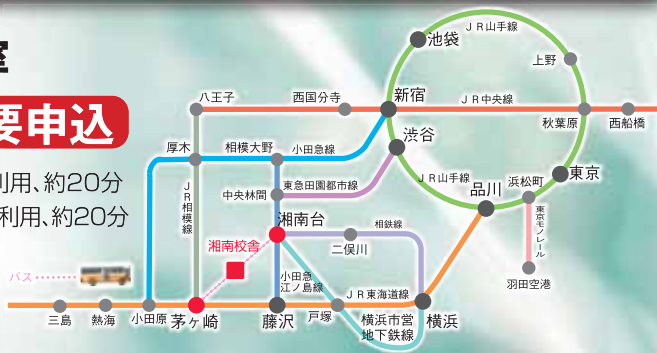 室
要申込
利用、約20分
利用、約20分
池袋
JR山手線
上野
八王子
西国分寺
新宿
JR中央線
秋葉原
西船橋
厚木
相模大野
小田急線
渋谷
JR相模線
中央林間
東急田園都市線
JR山手線
品川
浜松町
東京
東京モノレール
湘南台
相鉄線
湘南校舎
二俣川
羽田空港
バス
小田急
江ノ島線
JR東海道線
三島
熱海
小田原
茅ヶ崎
藤沢
戸塚
横浜市営
地下鉄線
横浜